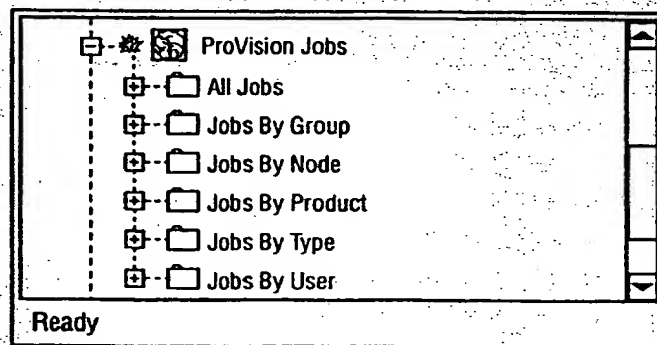 ProVision Jobs
All Jobs
Jobs By Group
Jobs By Node
Jobs By Product
Jobs By Type
Jobs By User
Ready